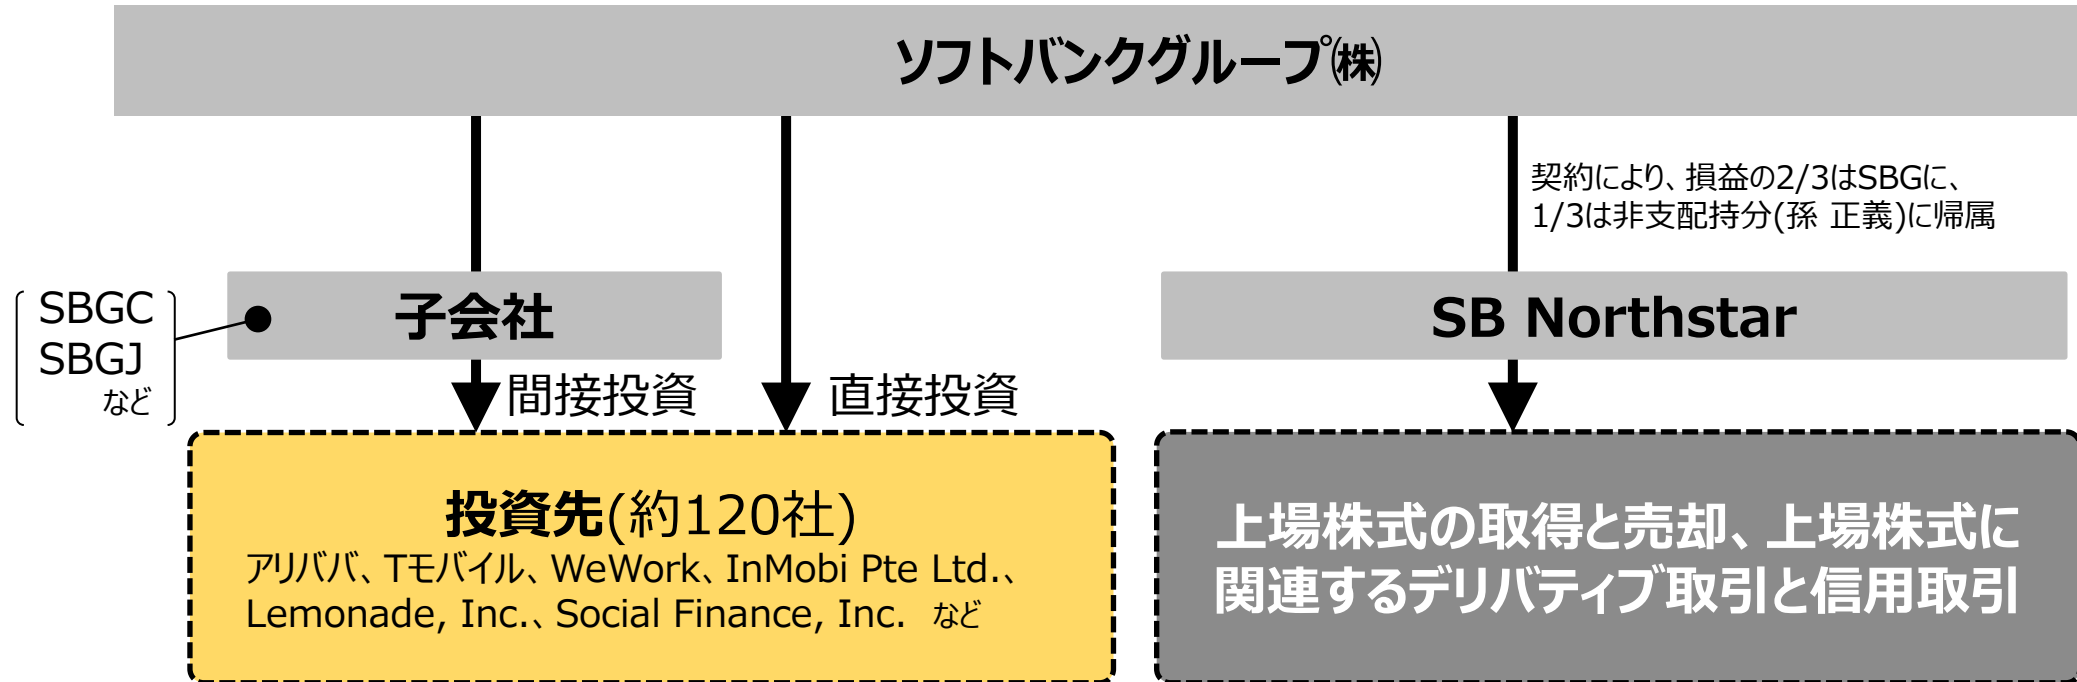 ソフトバンクグループ㈱
契約により、損益の2/3はSBGに、
1/3は非支配持分(孫 正義)に帰属
SBGC
SBGJ
など
子会社
SB Northstar
間接投資
直接投資
投資先(約120社)
アリババ、Tモバイル、WeWork、InMobi Pte Ltd.、
Lemonade, Inc.、Social Finance, Inc. など
上場株式の取得と売却、上場株式に
関連するデリバティブ取引と信用取引